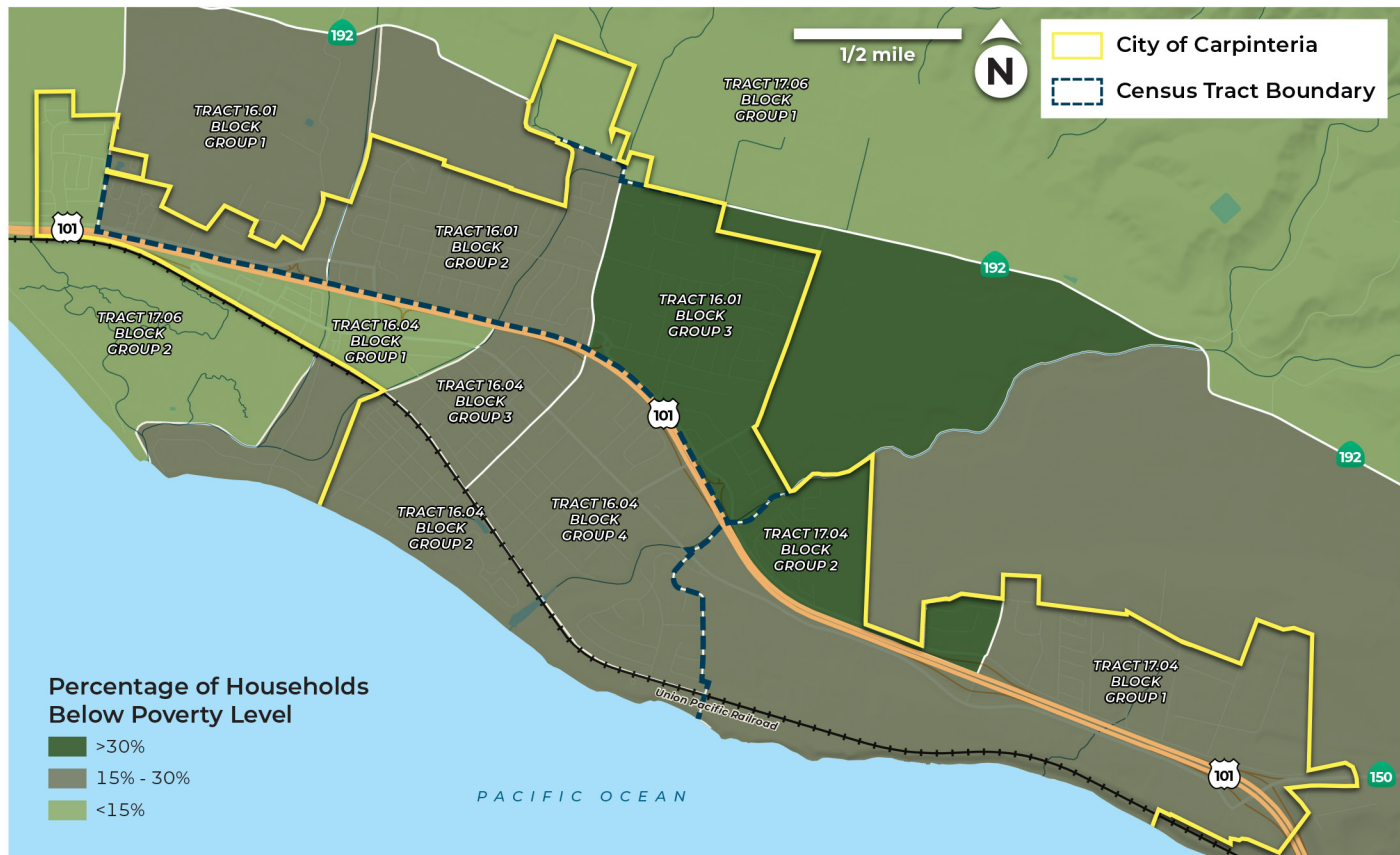 192
1/2 mile
N
City of Carpinteria
Census Tract Boundary
TRACT 17.06
BLOCK
GROUP 1
TRACT 16.01
BLOCK
GROUP 1
101
TRACT 16.01
BLOCK
GROUP 2
192
TRACT 16.01
BLOCK
GROUP 3
TRACT 17.06
BLOCK
GROUP 2
TRACT 16.04
BLOCK
GROUP 1
TRACT 16.04
BLOCK
GROUP 3
101
192
TRACT 16.04
BLOCK
GROUP 2
TRACT 16.04
BLOCK
GROUP 4
TRACT 17.04
BLOCK
GROUP 2
TRACT 17.04
BLOCK
GROUP 1
Union Pacific Railroad
101
150
PACIFIC OCEAN
Percentage of Households
Below Poverty Level
>30%
15% - 30%
<15%